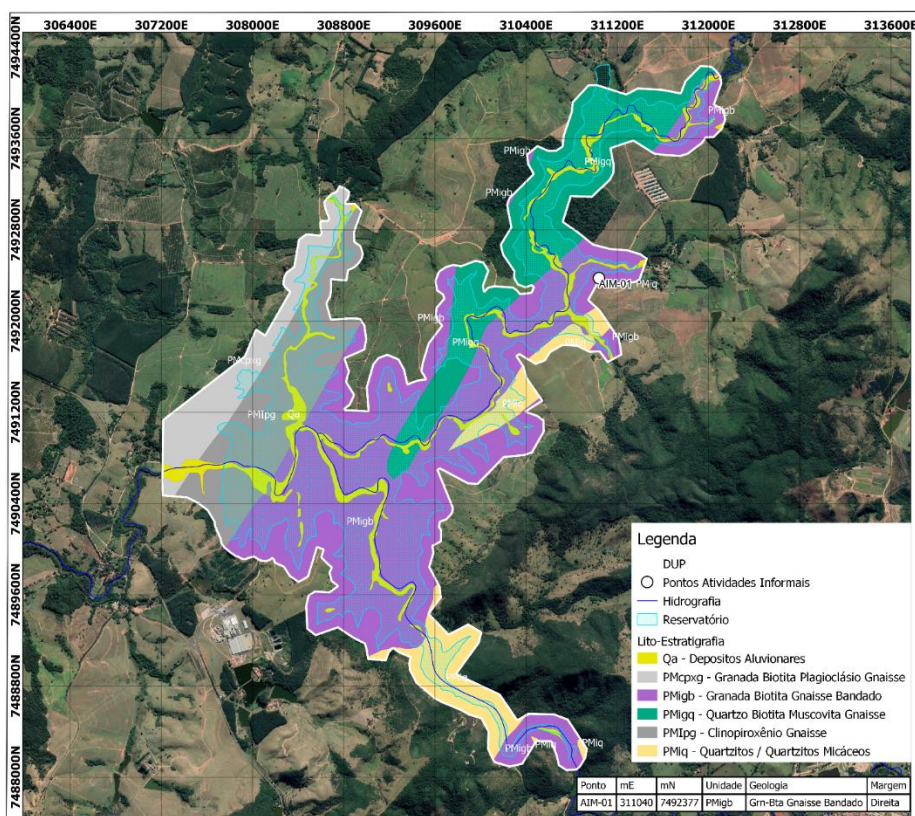 306400E 307200E 308000E 308800E 309600E 310400E 311200E 312000E 312800E 313600E
7494400N
7493600N
7492800N
7492000N
7491200N
7490400N
7489600N
7488800N
7488000N
PMigb
PMigb
PMigq
PMigb
AIM-01
PMiq
PMigb
PMigb
PMigq
PMcpxg
PMIpg
Qa
PMigb
PMigb
PMiq
Legenda
DUP
Pontos Atividades Informais
Hidrografia
Reservatório
Lito-Estratigrafia
Qa - Depositos Aluvionares
PMcpxg - Granada Biotita Plagioclásio Gnaisse
PMigb - Granada Biotita Gnaisse Bandado
PMigq - Quartzo Biotita Muscovita Gnaisse
PMIpg - Clinopiroxênio Gnaisse
PMiq - Quartzitos / Quartzitos Micáceos
Ponto mE mN Unidade Geologia Margem
AIM-01 311040 7492377 PMigb Grn-Bta Gnaisse Bandado Direita